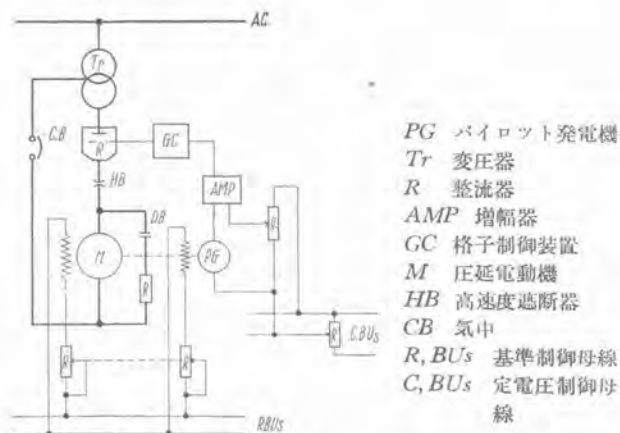 A.C.
Tr
C.B
R
GC
HB
AMP
DB
R
M
PG
R
R
R
R
C.BUs
RBUs
PG パイロット発電機
Tr 変圧器
R 整流器
AMP 増幅器
GC 格子制御装置
M 圧延電動機
HB 高速度遮断器
CB 気中
R, BUs 基準制御母線
C, BUs 定電圧制御母
線